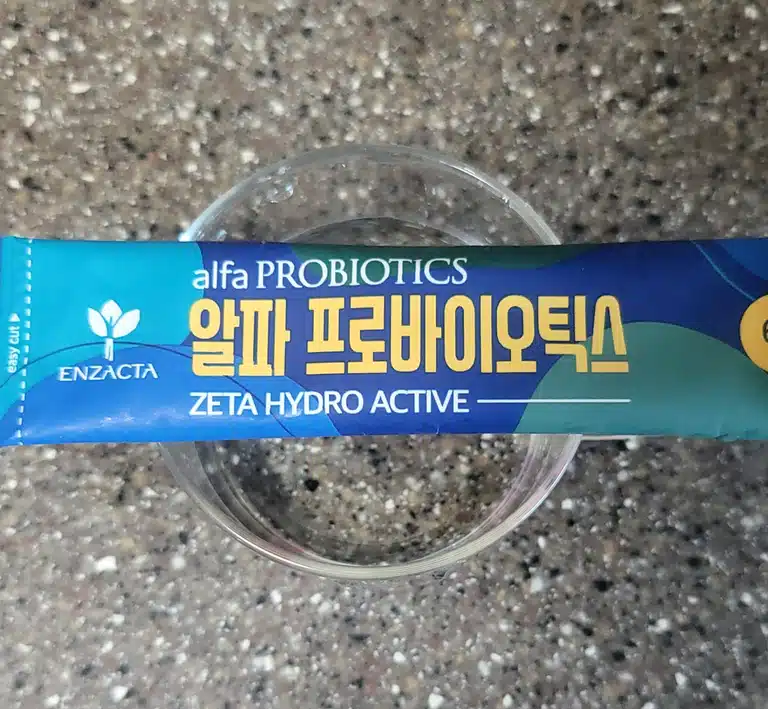 easy cut ▶
ENZACTA
alfa PROBIOTICS
알파 프로바이오틱스
ZETA HYDRO ACTIVE